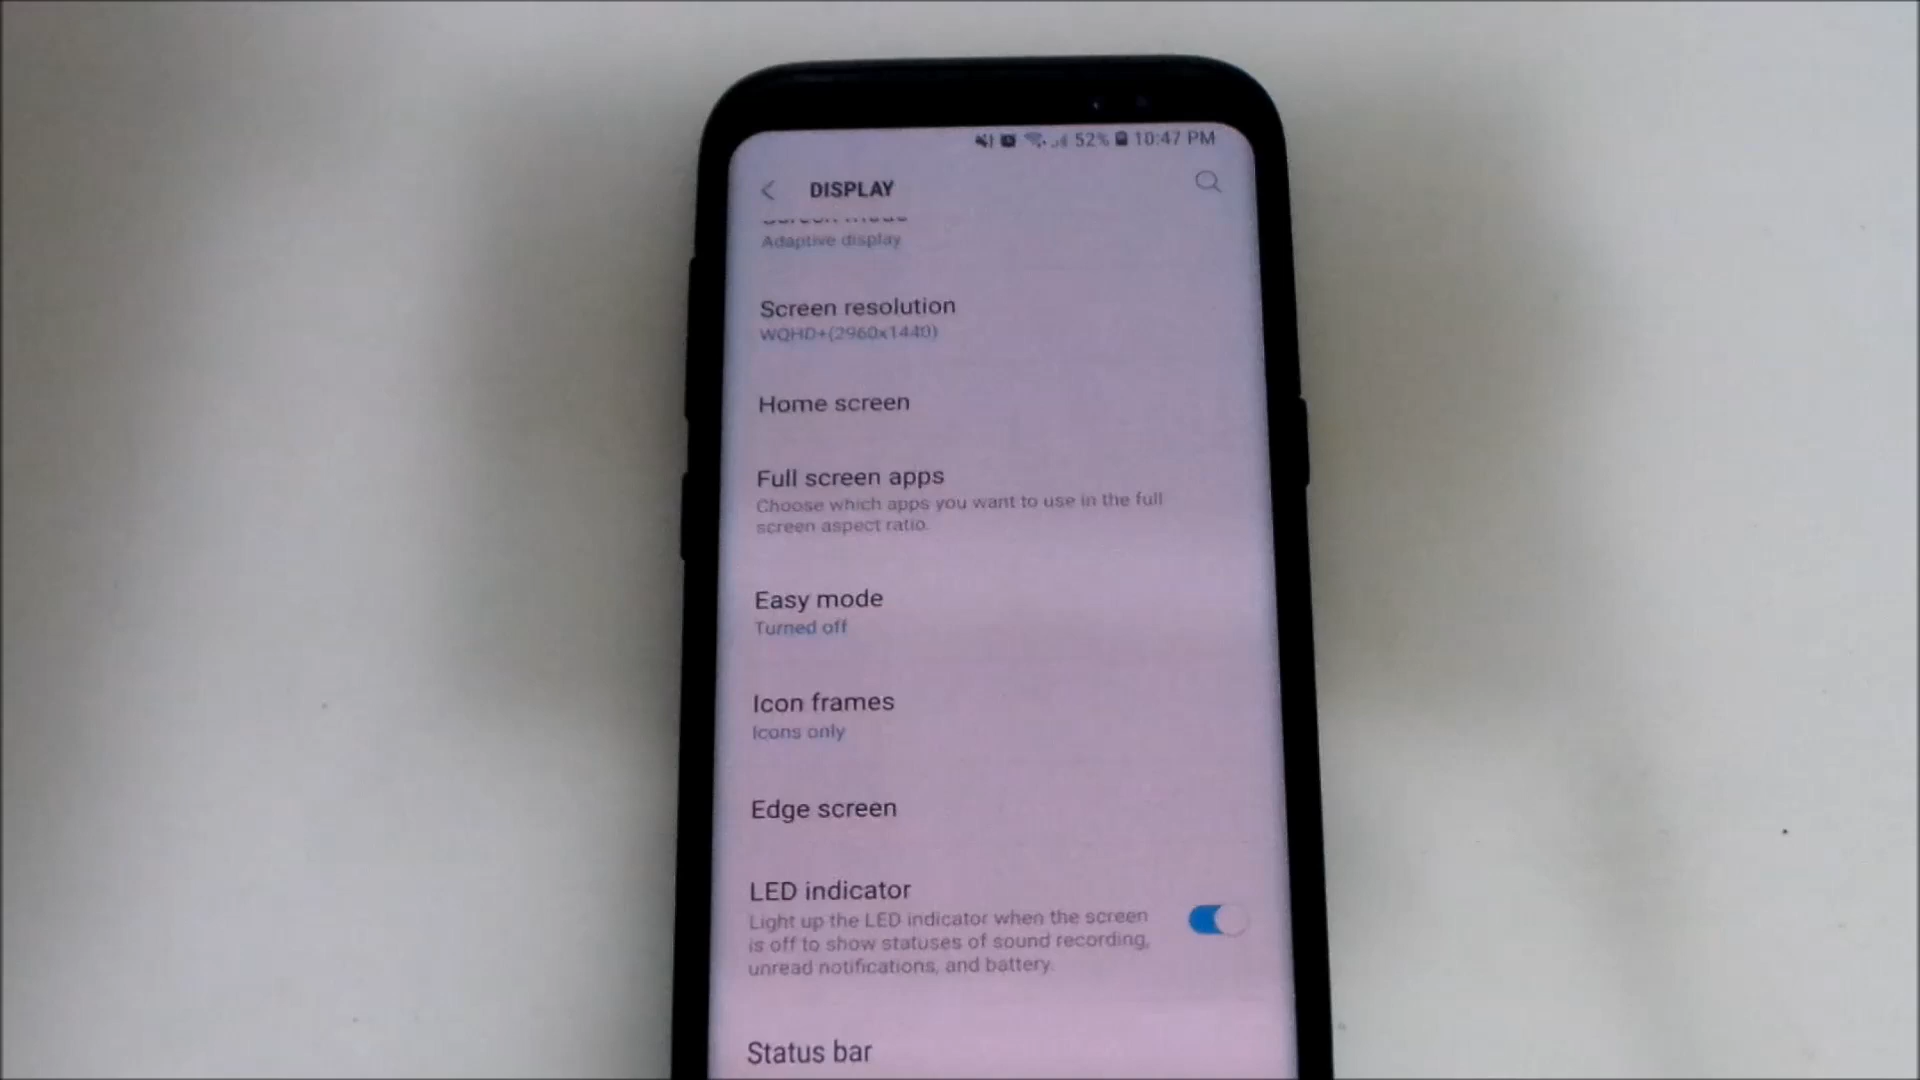 52% 10:47 PM
DISPLAY
Screen mode
Adaptive display
Screen resolution
WQHD+(2960x1440)
Home screen
Full screen apps
Choose which apps you want to use in the full
screen aspect ratio.
Easy mode
Turned off
Icon frames
Icons only
Edge screen
LED indicator
Light up the LED indicator when the screen
is off to show statuses of sound recording,
unread notifications, and battery.
Status bar